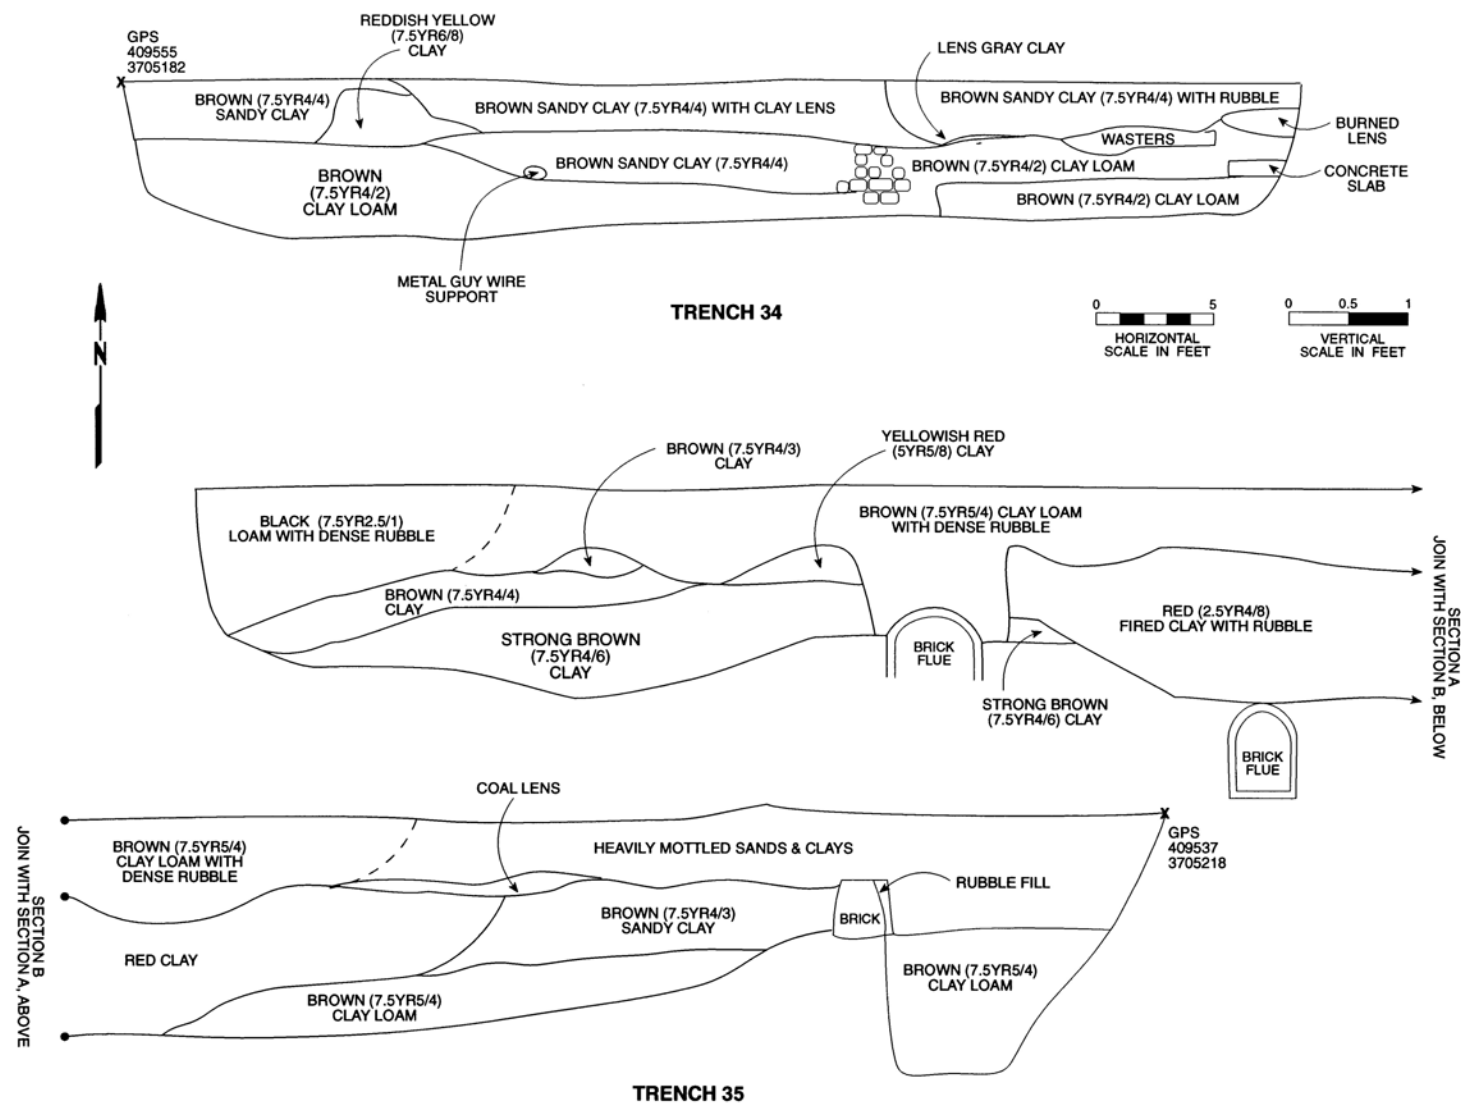 REDDISH YELLOW
(7.5YR6/8)
CLAY
GPS
409555
3705182
X
LENS GRAY CLAY
BROWN (7.5YR4/4)
SANDY CLAY
BROWN SANDY CLAY (7.5YR4/4) WITH CLAY LENS
BROWN SANDY CLAY (7.5YR4/4) WITH RUBBLE
BURNED
LENS
WASTERS
BROWN
(7.5YR4/2)
CLAY LOAM
BROWN SANDY CLAY (7.5YR4/4)
BROWN (7.5YR4/2) CLAY LOAM
CONCRETE
SLAB
BROWN (7.5YR4/2) CLAY LOAM
METAL GUY WIRE
SUPPORT
TRENCH 34
0 5
HORIZONTAL
SCALE IN FEET
0 0.5 1
VERTICAL
SCALE IN FEET
N
BROWN (7.5YR4/3)
CLAY
YELLOWISH RED
(5YR5/8) CLAY
BLACK (7.5YR2.5/1)
LOAM WITH DENSE RUBBLE
BROWN (7.5YR5/4) CLAY LOAM
WITH DENSE RUBBLE
BROWN (7.5YR4/4)
CLAY
STRONG BROWN
(7.5YR4/6)
CLAY
BRICK
FLUE
RED (2.5YR4/8)
FIRED CLAY WITH RUBBLE
STRONG BROWN
(7.5YR4/6) CLAY
BRICK
FLUE
SECTION A
JOIN WITH SECTION B, BELOW
COAL LENS
BROWN (7.5YR5/4)
CLAY LOAM WITH
DENSE RUBBLE
HEAVILY MOTTLED SANDS & CLAYS
X
GPS
409537
3705218
RUBBLE FILL
BRICK
BROWN (7.5YR4/3)
SANDY CLAY
RED CLAY
BROWN (7.5YR5/4)
CLAY LOAM
BROWN (7.5YR5/4)
CLAY LOAM
SECTION B
JOIN WITH SECTION A, ABOVE
TRENCH 35